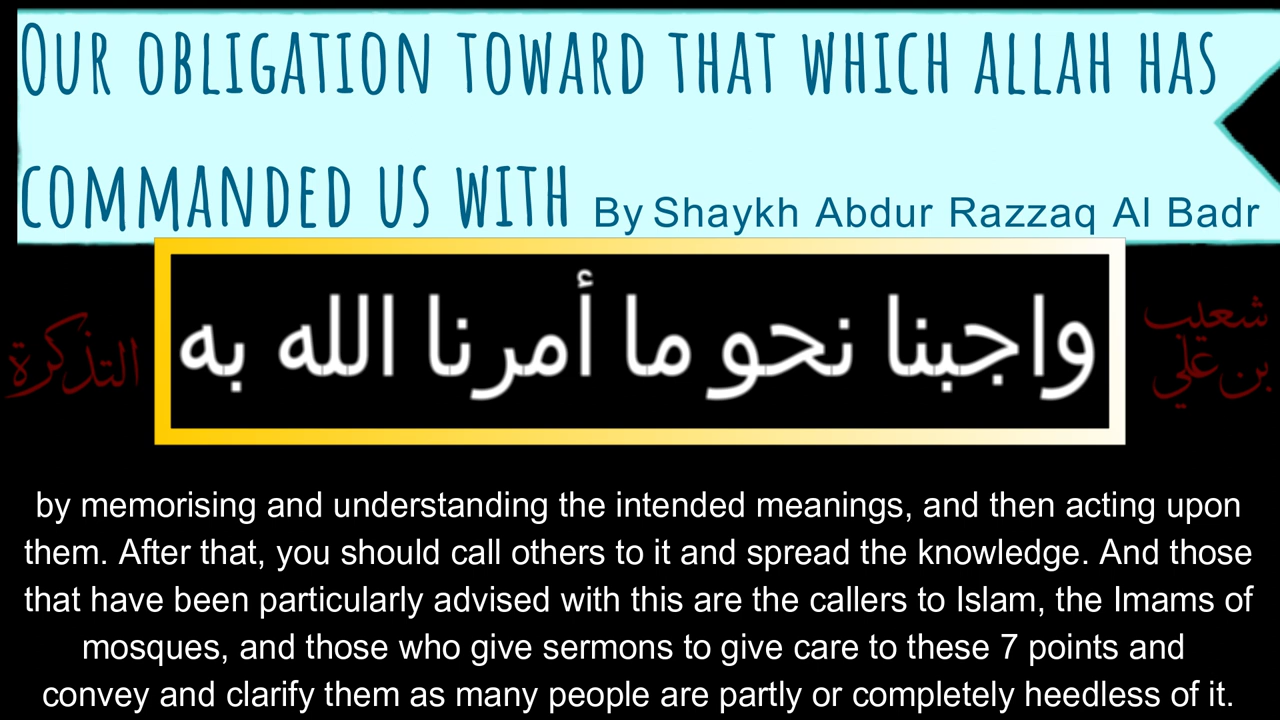 OUR OBLIGATION TOWARD THAT WHICH ALLAH HAS
COMMANDED US WITH By Shaykh Abdur Razzaq Al Badr
واجبنا نحو ما أمرنا الله به
شعيب
بن علي
التذكرة
by memorising and understanding the intended meanings, and then acting upon
them. After that, you should call others to it and spread the knowledge. And those
that have been particularly advised with this are the callers to Islam, the Imams of
mosques, and those who give sermons to give care to these 7 points and
convey and clarify them as many people are partly or completely heedless of it.